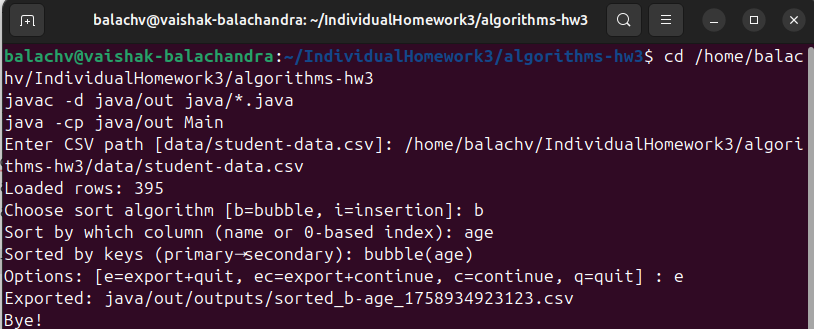 balachv@vaishak-balachandra: ~/IndividualHomework3/algorithms-hw3
balachv@vaishak-balachandra:~/IndividualHomework3/algorithms-hw3$ cd /home/balac
hv/IndividualHomework3/algorithms-hw3
javac -d java/out java/*.java
java -cp java/out Main
Enter CSV path [data/student-data.csv]: /home/balachv/IndividualHomework3/algori
thms-hw3/data/student-data.csv
Loaded rows: 395
Choose sort algorithm [b=bubble, i=insertion]: b
Sort by which column (name or 0-based index): age
Sorted by keys (primary→secondary): bubble(age)
Options: [e=export+quit, ec=export+continue, c=continue, q=quit] : e
Exported: java/out/outputs/sorted_b-age_1758934923123.csv
Bye!